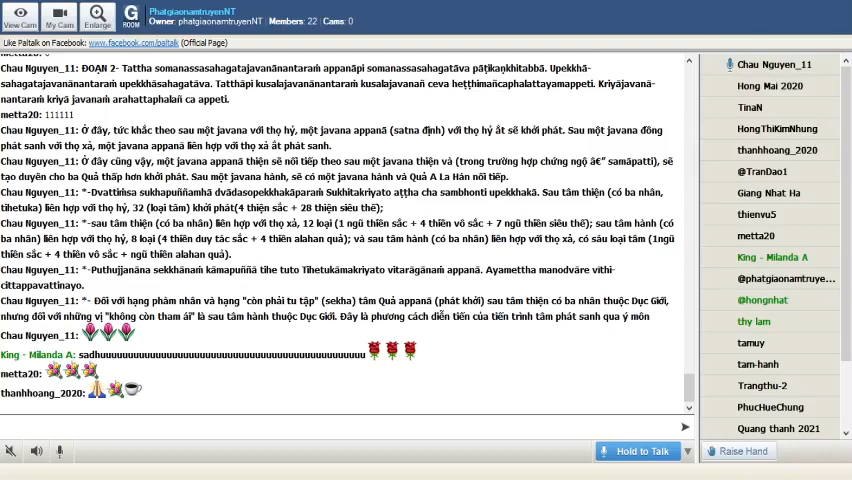 PhatgiaonamtruyenNT
Owner: phatgiaonamtruyenNT | Members: 22 | Cams: 0
View Cam
My Cam
Enlarge
G
ROOM
Like Paltalk on Facebook: www.facebook.com/paltalk (Official Page)
Chau Nguyen_11: ĐOẠN 2- Tattha somanassasahagatajavanānantaraṁ appanāpi somanassasahagatāva pāṭikaṇkhitabbā. Upekkhā-
sahagatajavanānantaraṁ upekkhāsahagatāva. Tatthāpi kusalajavanānantaraṁ kusalajavanañ ceva heṭṭhimañcaphalattayamappeti. Kriyājavanā-
nantaraṁ kriyā javanaṁ arahattaphalañ ca appeti.
metta20: 111111
Chau Nguyen_11: Ở đây, tức khắc theo sau một javana với thọ hỷ, một javana appanā (satna định) với thọ hỷ ắt sẽ khởi phát. Sau một javana đồng
phát sanh với thọ xả, một javana appanā liên hợp với thọ xả ắt phát sanh.
Chau Nguyen_11: Ở đây cũng vậy, một javana appanā thiện sẽ nối tiếp theo sau một javana thiện và (trong trường hợp chứng ngộ â€" samāpatti), sẽ
tạo duyên cho ba Quả thấp hơn khởi phát. Sau một javana hành, sẽ có một javana hành và Quả A La Hán nối tiếp.
Chau Nguyen_11: *-Dvattiṁsa sukhapuññamhā dvādasopekkhakāparaṁ Sukhitakriyato aṭṭha cha sambhonti upekkhakā. Sau tâm thiện (có ba nhân,
tihetuka) liên hợp với thọ hỷ, 32 (loại tâm) khởi phát(4 thiện sắc + 28 thiện siêu thế);
Chau Nguyen_11: *-sau tâm thiện (có ba nhân) liên hợp với thọ xả, 12 loại (1 ngũ thiền sắc + 4 thiền vô sắc + 7 ngũ thiền siêu thế); sau tâm hành (có
ba nhân) liên hợp với thọ hỷ, 8 loại (4 thiền duy tác sắc + 4 thiền alahan quả); và sau tâm hành (có ba nhân) liên hợp với thọ xả, có sáu loại tâm (1ngũ
thiền sắc + 4 thiền vô sắc + ngũ thiền alahan quả).
Chau Nguyen_11: *-Puthujjanāna sekkhānaṁ kāmapuññā tihe tuto Tihetukāmakriyato vītarāgānaṁ appanā. Ayamettha manodvāre vīthi-
cittappavattinayo.
Chau Nguyen_11: *- Đối với hạng phàm nhân và hạng "còn phải tu tập" (sekha) tâm Quả appanā (phát khởi) sau tâm thiện có ba nhân thuộc Dục Giới,
nhưng đối với những vị "không còn tham ái" là sau tâm hành thuộc Dục Giới. Đây là phương cách diễn tiến của tiến trình tâm phát sanh qua ý môn
Chau Nguyen_11:
King - Milanda A: sadhuuuuuuuuuuuuuuuuuuuuuuuuuuuuuuuuuuuuuuuuuuuuu
metta20:
thanhhoang_2020:
Hold to Talk
Chau Nguyen_11
Hong Mai 2020
TinaN
HongThiKimNhung
thanhhoang_2020
@TranDao1
Giang Nhat Ha
thienvu5
metta20
King - Milanda A
@phatgiaonamtruye...
@hongnhat
thy lam
tamuy
tam-hanh
Trangthu-2
PhucHueChung
Quang thanh 2021
Raise Hand